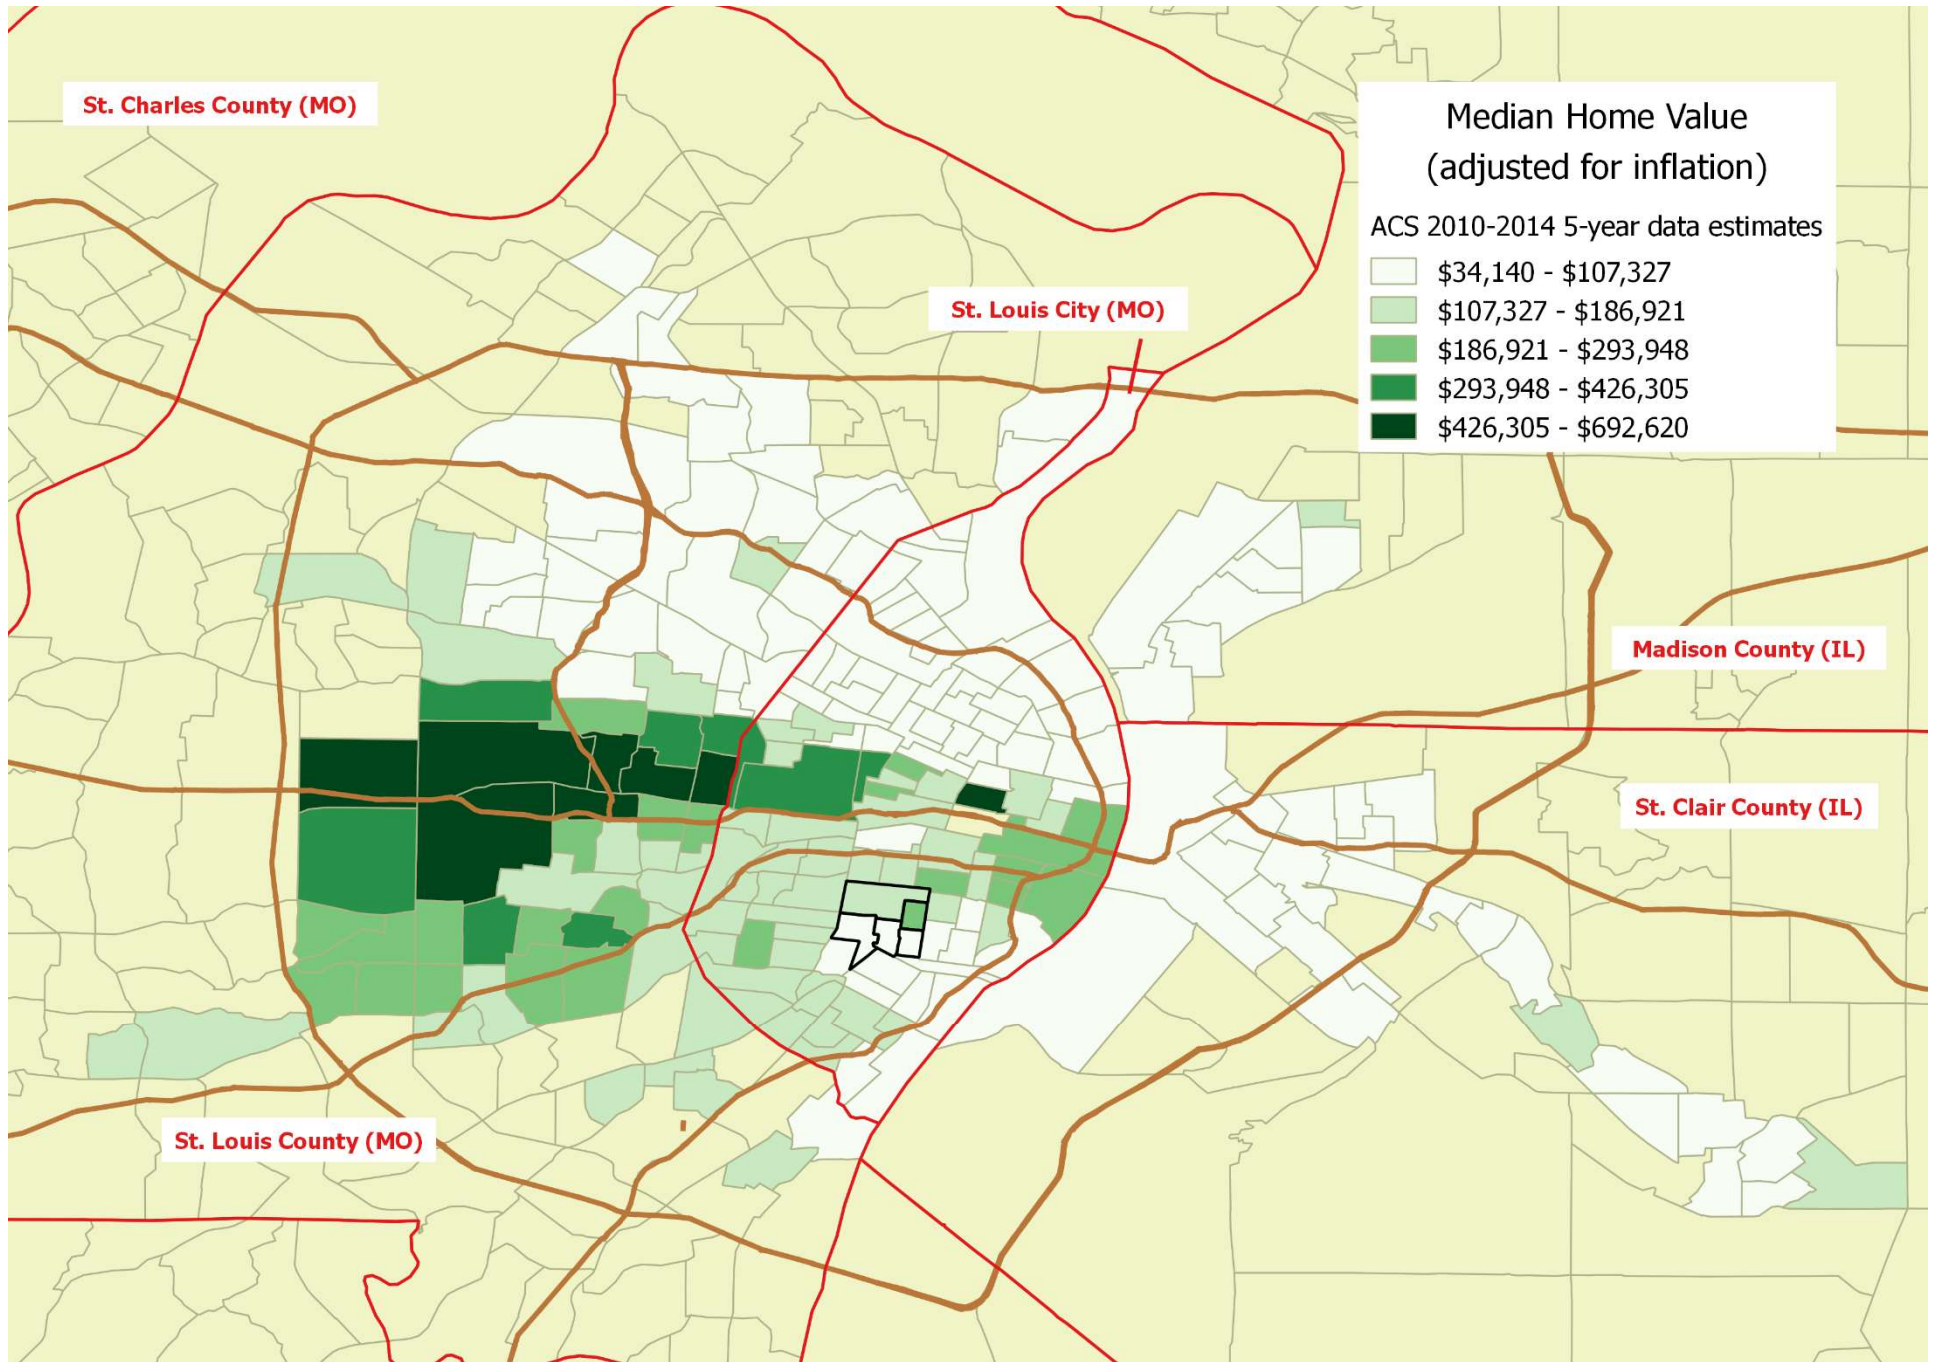 St. Charles County (MO)
Median Home Value
(adjusted for inflation)
ACS 2010-2014 5-year data estimates
$34,140 - $107,327
$107,327 - $186,921
$186,921 - $293,948
$293,948 - $426,305
$426,305 - $692,620
St. Louis City (MO)
Madison County (IL)
St. Clair County (IL)
St. Louis County (MO)